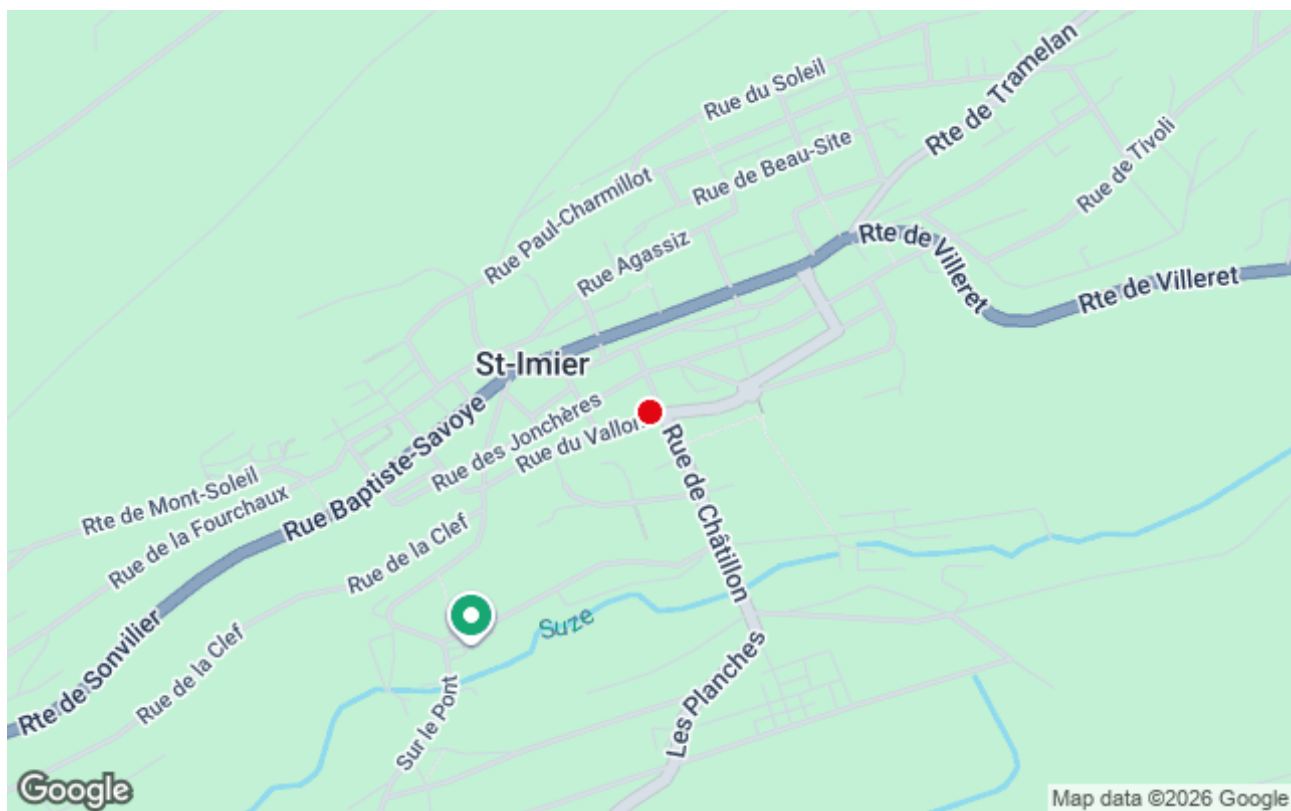 Rue du Soleil
Rte de Tramelan
Rue de Beau-Site
Rue de Tivoli
Rue Paul-Charmillot
Rue Agassiz
Rte de Villeret
Rte de Villeret
St-Imier
Rue des Jonchères
Rue du Vallon
Rue Baptiste-Savoye
Rte de Mont-Soleil
Rue de la Fourchaux
Rue de Châtillon
Rue de la Clef
Suze
Rte de Sonvilier
Rue de la Clef
Sur le Pont
Les Planches
Google
Map data ©2026 Google